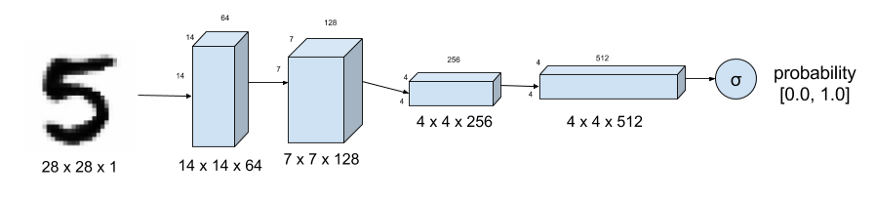 5
28 x 28 x 1
14
14
64
14 x 14 x 64
7
7
128
7 x 7 x 128
4
4
256
4 x 4 x 256
4
4
512
4 x 4 x 512
σ
probability
[0.0, 1.0]